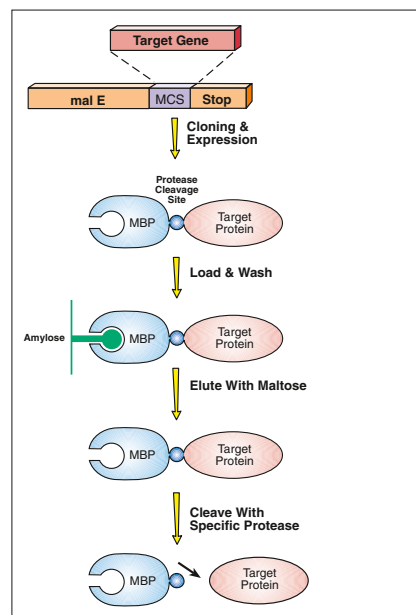 Target Gene
mal E MCS Stop
Cloning &
Expression
Protease
Cleavage
Site
MBP
Target
Protein
Load & Wash
Amylose
MBP
Target
Protein
Elute With Maltose
MBP
Target
Protein
Cleave With
Specific Protease
MBP
Target
Protein